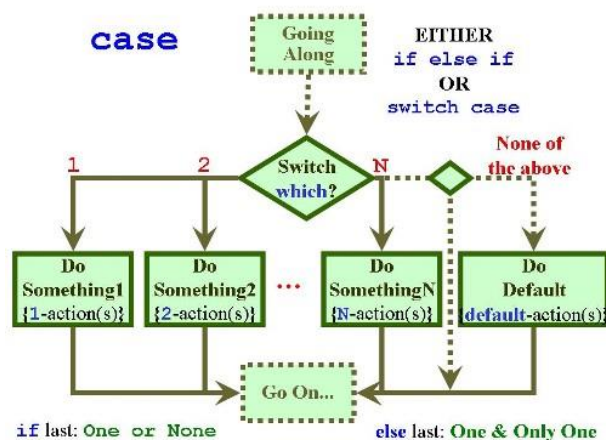 case
Going
Along
EITHER
if else if
OR
switch case
None of
the above
1
2
N
Switch
which?
Do
Something1
{1-action(s)}
Do
Something2
{2-action(s)}
...
Do
SomethingN
{N-action(s)}
Do
Default
{default-action(s)}
Go On...
if last: One or None
else last: One & Only One